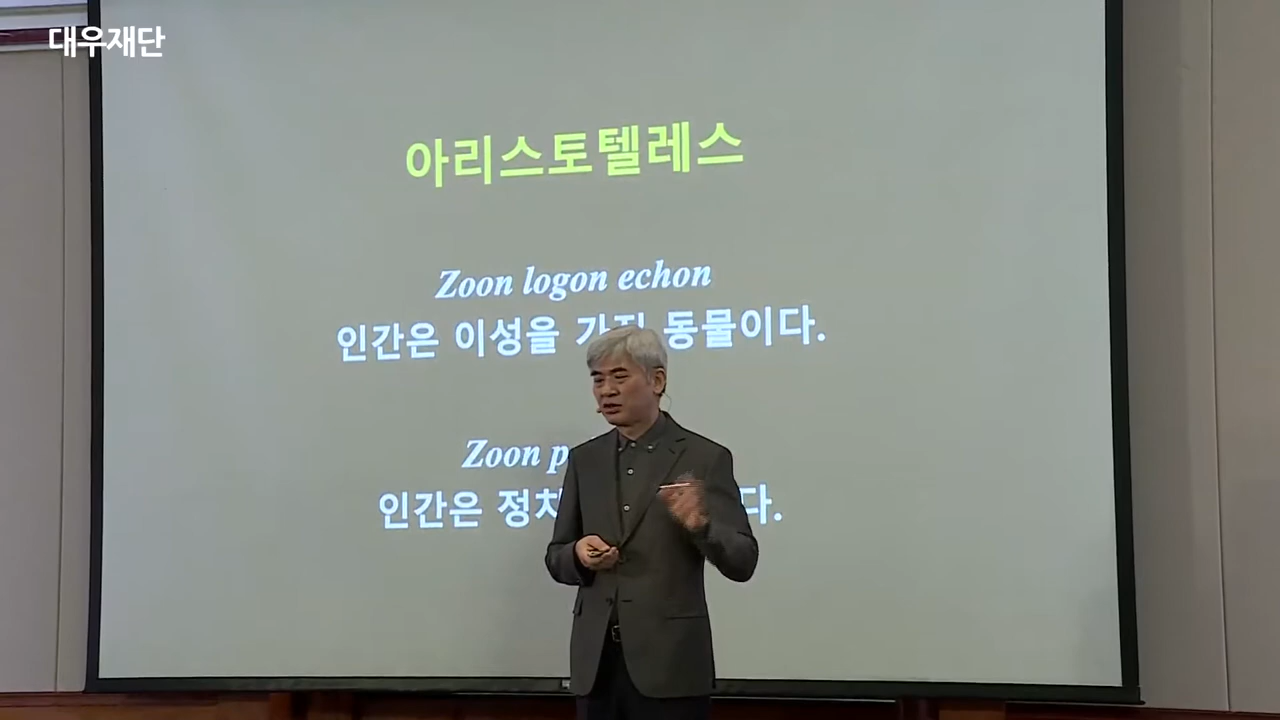 대우재단
아리스토텔레스
Zoon logon echon
인간은 이성을 동물이다.
Zoon
인간은